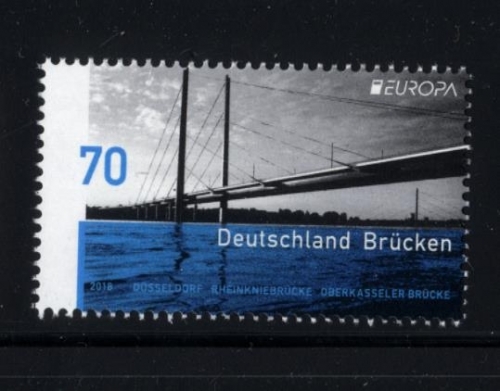 EUROPA
70
Deutschland Brücken
2018 DÜSSELDORF RHEINKNIEBRÜCKE OBERKASSELER BRÜCKE